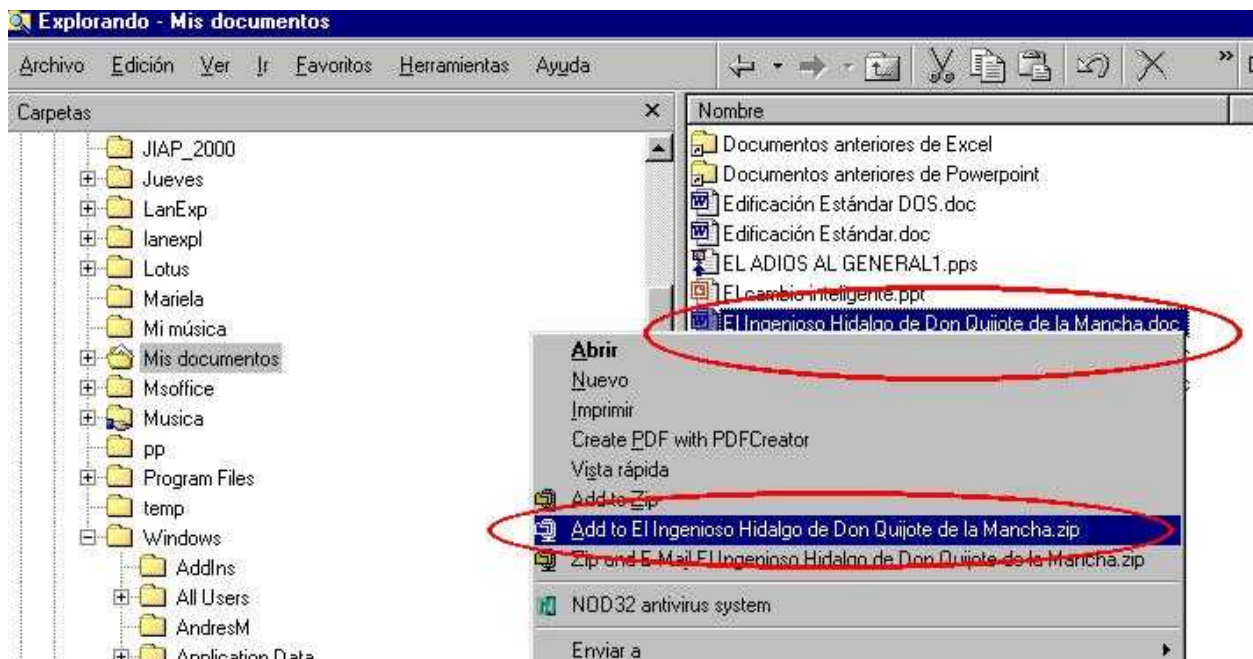 Explorando - Mis documentos
Archivo Edición Ver Ir Favoritos Herramientas Ayuda
Carpetas
JIAP_2000
Jueves
LanExp
lanexpl
Lotus
Mariela
Mi música
Mis documentos
Msoffice
Musica
pp
Program Files
temp
Windows
AddIns
All Users
AndresM
Application Data
Nombre
Documentos anteriores de Excel
Documentos anteriores de Powerpoint
Edificación Estándar DOS.doc
Edificación Estándar.doc
EL ADIOS AL GENERAL1.pps
El cambio inteligente.ppt
El Ingenioso Hidalgo de Don Quijote de la Mancha.doc
Abrir
Nuevo
Imprimir
Create PDF with PDFCreator
Vista rápida
Add to Zip
Add to El Ingenioso Hidalgo de Don Quijote de la Mancha.zip
Zip and E-Mail El Ingenioso Hidalgo de Don Quijote de la Mancha.zip
NOD32 antivirus system
Enviar a